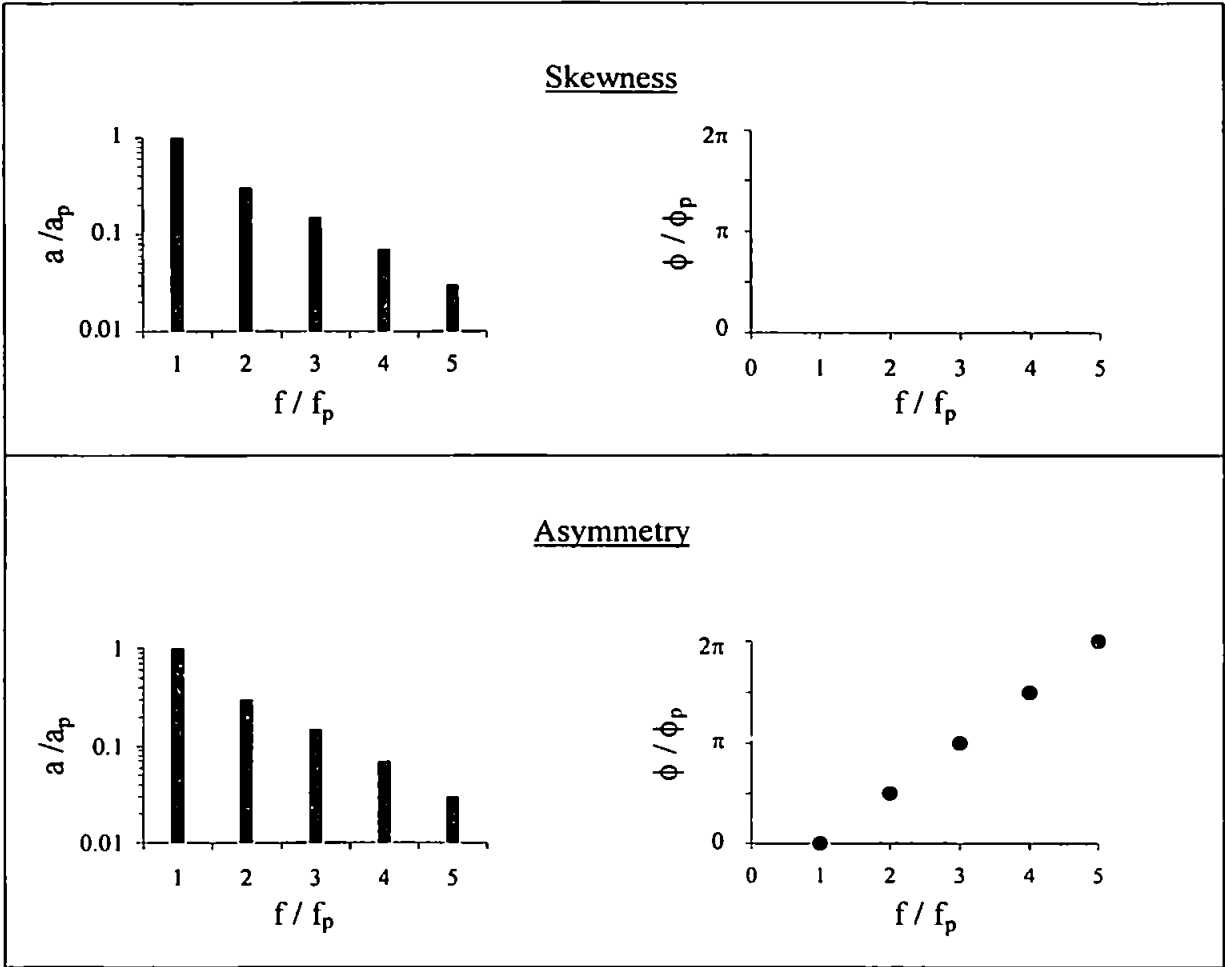 Skewness
1
0.1
0.01
a /a_p
1 2 3 4 5
f / f_p
2π
π
0
ϕ / ϕ_p
0 1 2 3 4 5
f / f_p
Asymmetry
1
0.1
0.01
a /a_p
1 2 3 4 5
f / f_p
2π
π
0
ϕ / ϕ_p
0 1 2 3 4 5
f / f_p